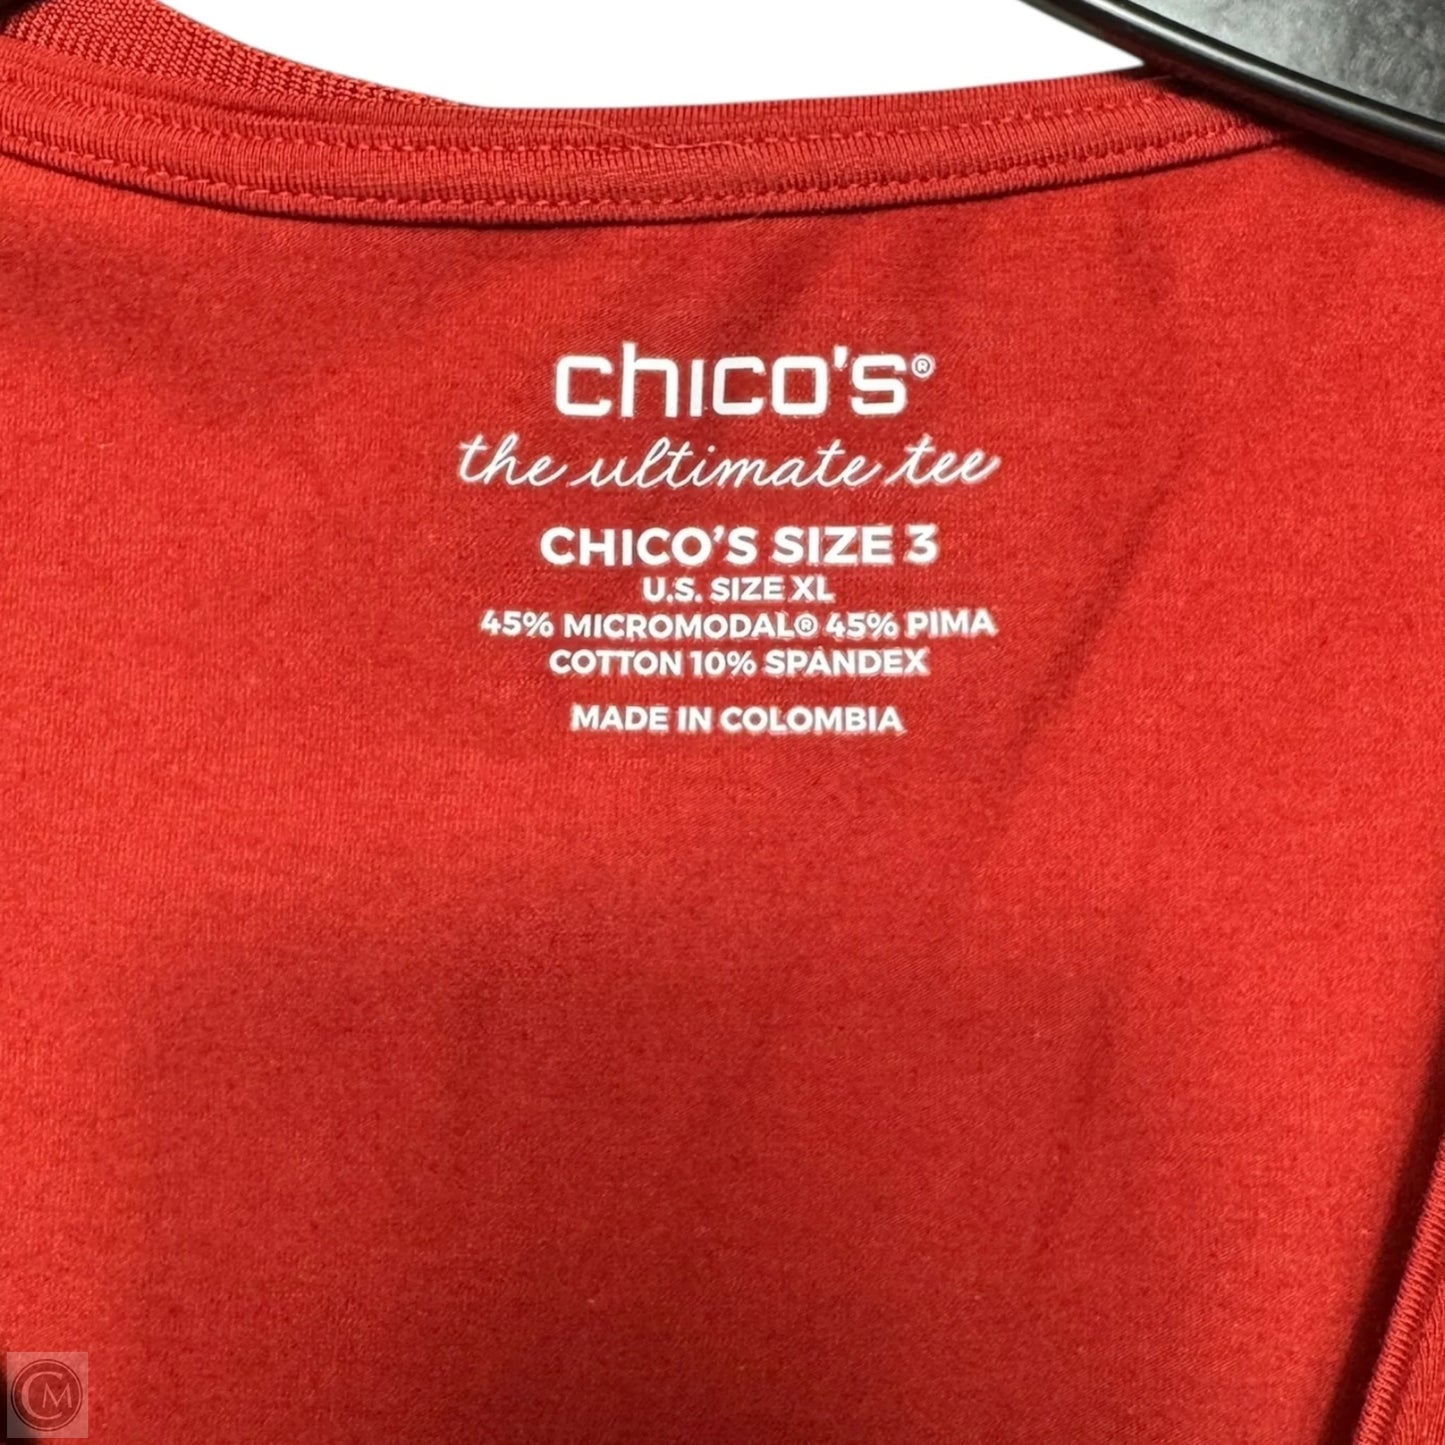 chico's®
the ultimate tee
CHICO'S SIZE 3
U.S. SIZE XL
45% MICROMODAL® 45% PIMA
COTTON 10% SPANDEX
MADE IN COLOMBIA
CM